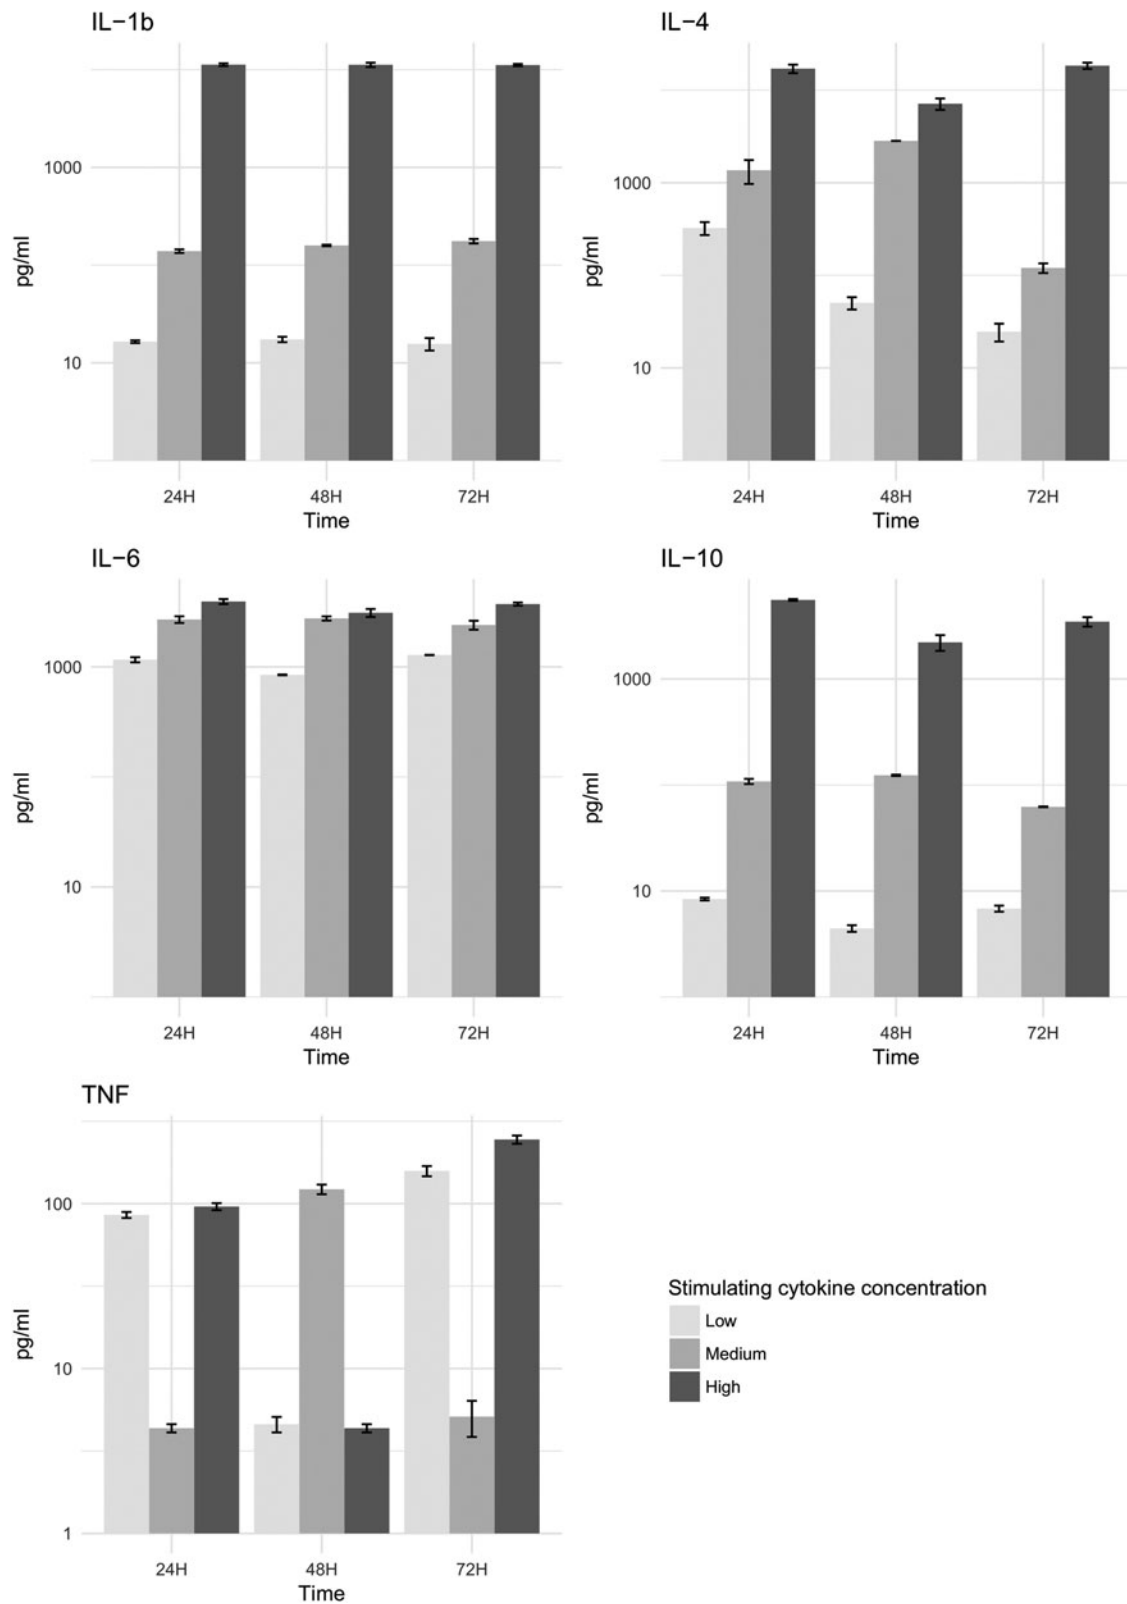 IL−1b
pg/ml
1000
10
24H 48H 72H
Time
IL−4
pg/ml
1000
10
24H 48H 72H
Time
IL−6
pg/ml
1000
10
24H 48H 72H
Time
IL−10
pg/ml
1000
10
24H 48H 72H
Time
TNF
pg/ml
100
10
1
24H 48H 72H
Time
Stimulating cytokine concentration
Low
Medium
High